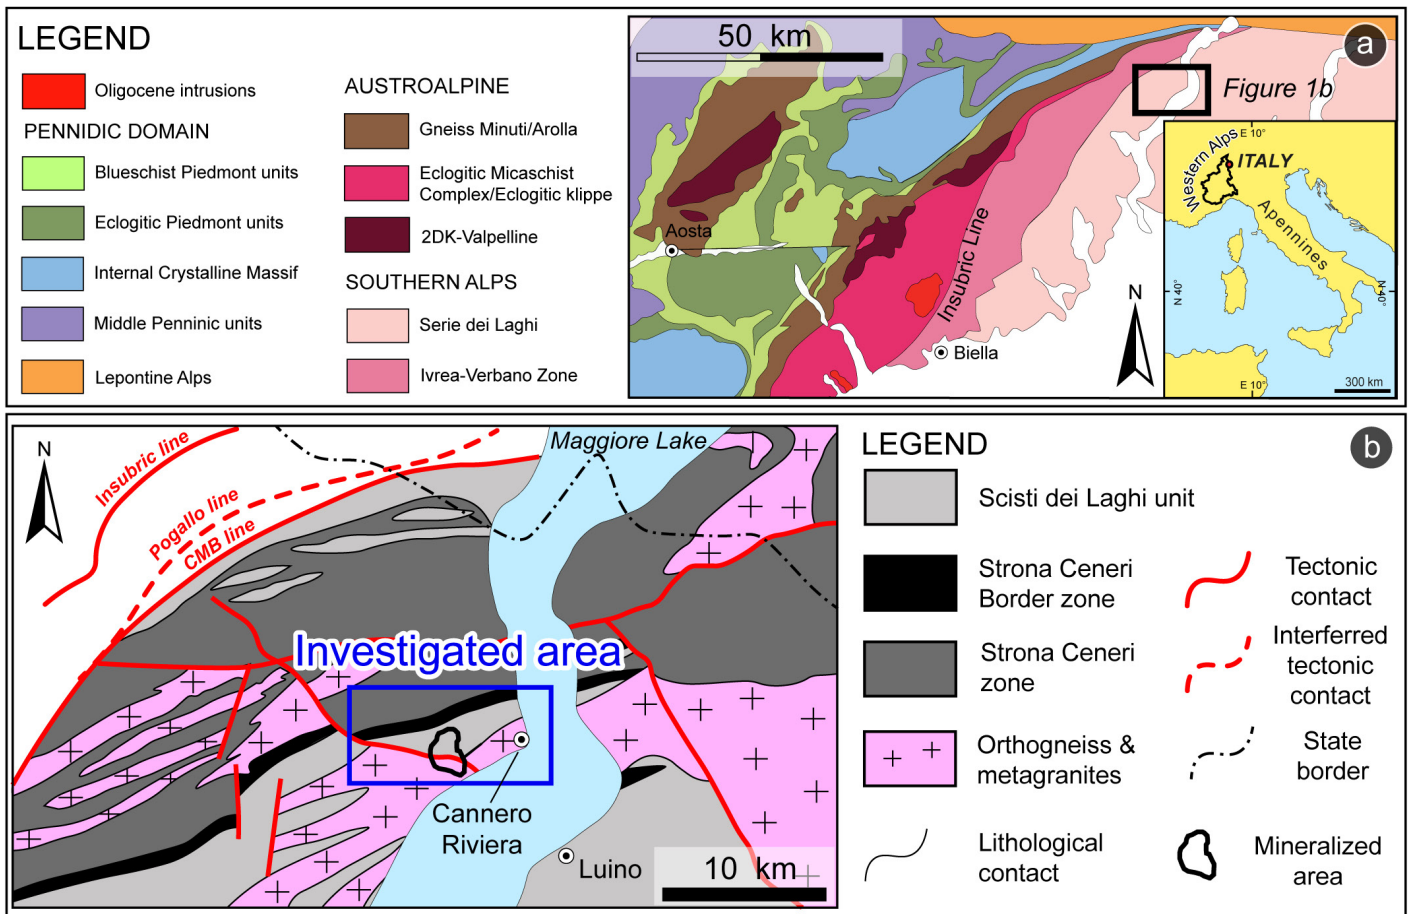 LEGEND
Oligocene intrusions
PENNIDIC DOMAIN
Blueschist Piedmont units
Eclogitic Piedmont units
Internal Crystalline Massif
Middle Penninic units
Lepontine Alps
AUSTROALPINE
Gneiss Minuti/Arolla
Eclogitic Micaschist
Complex/Eclogitic klippe
2DK-Valpelline
SOUTHERN ALPS
Serie dei Laghi
Ivrea-Verbano Zone
50 km
a
Figure 1b
Aosta
Insubric Line
Biella
N
E 10°
Western Alps
ITALY
Apennines
N 40°
N 40°
E 10°
300 km
b
N
Insubric line
Pogallo line
CMB line
Maggiore Lake
Investigated area
Cannero
Riviera
Luino
10 km
LEGEND
Scisti dei Laghi unit
Strona Ceneri
Border zone
Strona Ceneri
zone
Orthogneiss &
metagranites
Lithological
contact
Tectonic
contact
Interferred
tectonic
contact
State
border
Mineralized
area